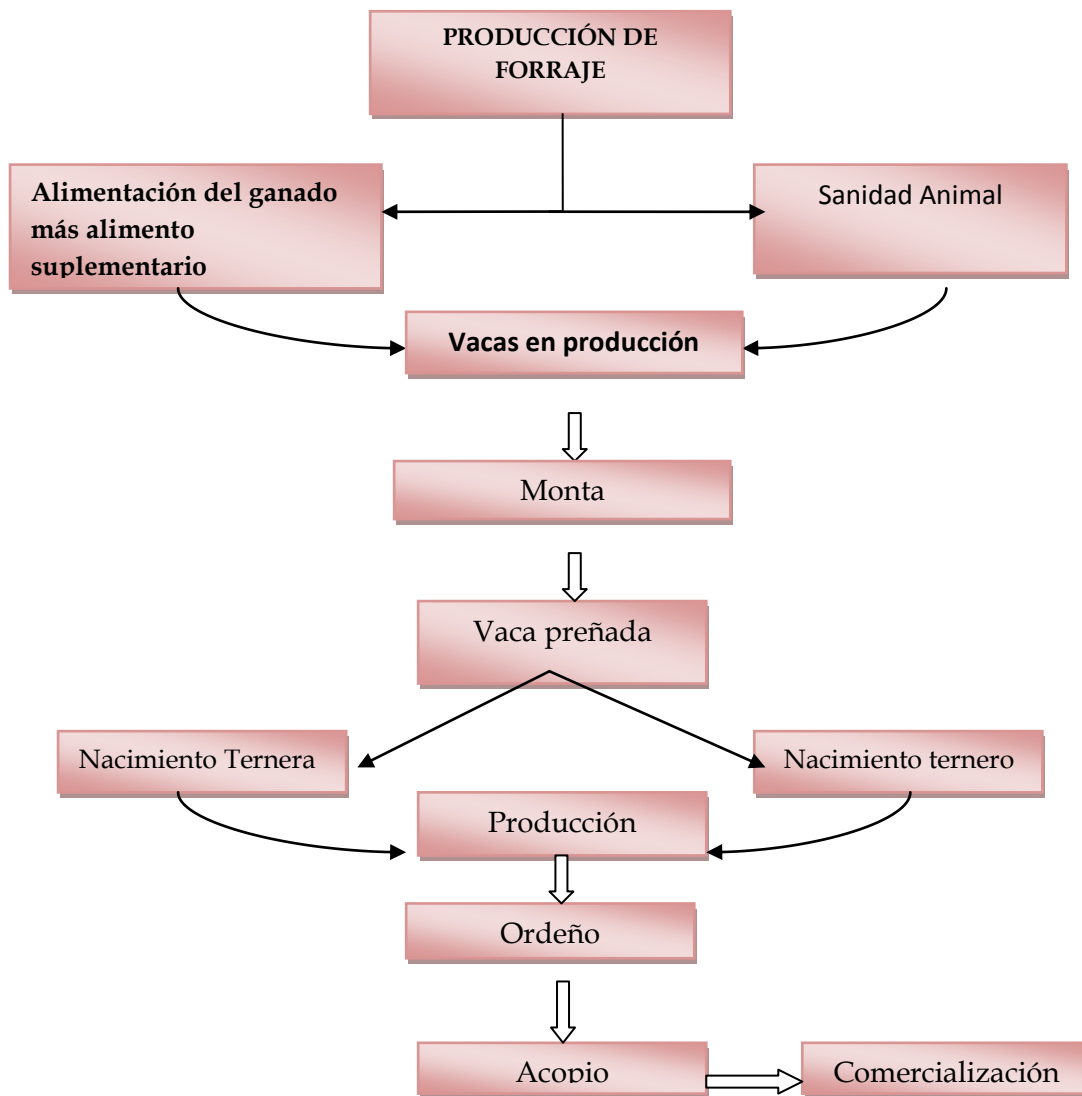 PRODUCCIÓN DE
FORRAJE
Alimentación del ganado
más alimento
suplementario
Sanidad Animal
Vacas en producción
Monta
Vaca preñada
Nacimiento Ternera
Nacimiento ternero
Producción
Ordeño
Acopio
Comercialización